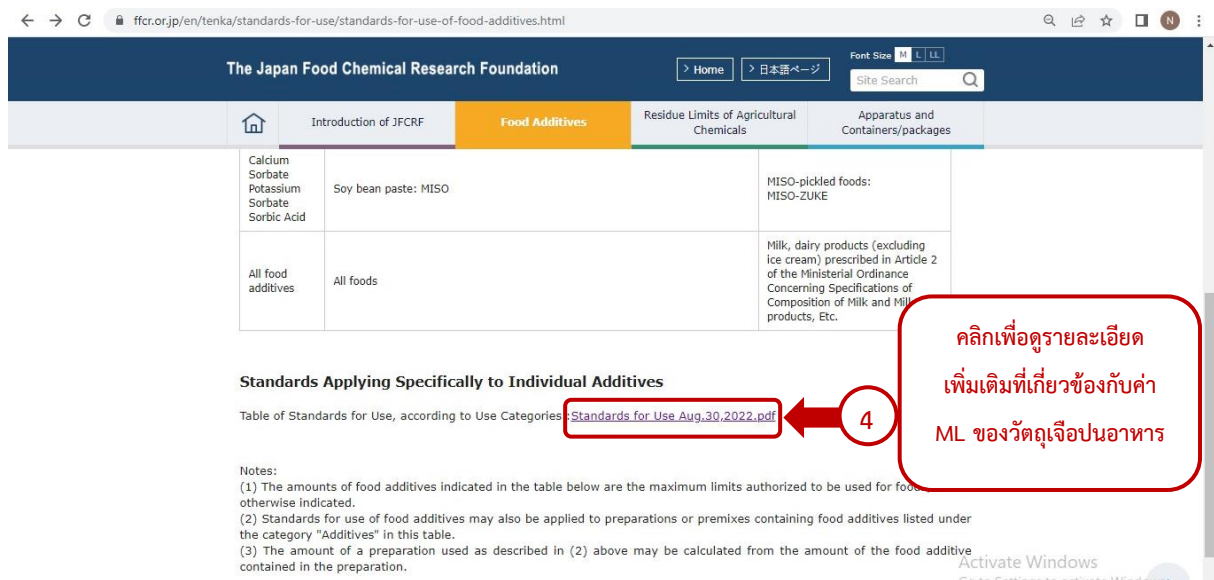 ffcr.or.jp/en/tenka/standards-for-use/standards-for-use-of-food-additives.html
N
The Japan Food Chemical Research Foundation
> Home
> 日本語ページ
Font Size M L LL
Site Search
Introduction of JFCRF
Food Additives
Residue Limits of Agricultural
Chemicals
Apparatus and
Containers/packages
Calcium
Sorbate
Potassium
Sorbate
Sorbic Acid
Soy bean paste: MISO
MISO-pickled foods:
MISO-ZUKE
All food
additives
All foods
Milk, dairy products (excluding
ice cream) prescribed in Article 2
of the Ministerial Ordinance
Concerning Specifications of
Composition of Milk and Milk
products, Etc.
คลิกเพื่อดูรายละเอียด
เพิ่มเติมที่เกี่ยวข้องกับค่า
ML ของวัตถุเจือปนอาหาร
4
Standards Applying Specifically to Individual Additives
Table of Standards for Use, according to Use Categories :Standards for Use Aug.30,2022.pdf
Notes:
(1) The amounts of food additives indicated in the table below are the maximum limits authorized to be used for food
otherwise indicated.
(2) Standards for use of food additives may also be applied to preparations or premixes containing food additives listed under
the category "Additives" in this table.
(3) The amount of a preparation used as described in (2) above may be calculated from the amount of the food additive
contained in the preparation.
Activate Windows